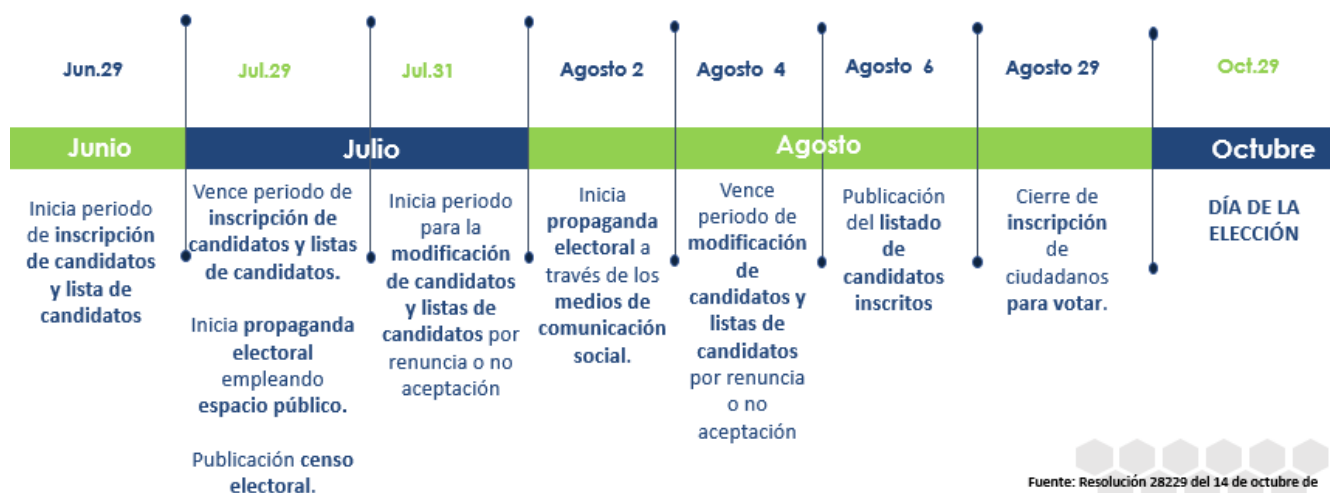 Jun.29
Jul.29
Jul.31
Agosto 2
Agosto 4
Agosto 6
Agosto 29
Oct.29
Junio
Julio
Agosto
Octubre
Inicia periodo
de inscripción
de candidatos
y lista de
candidatos
Vence periodo de
inscripción de
candidatos y listas
de candidatos.
Inicia propaganda
electoral
empleando
espacio público.
Publicación censo
electoral.
Inicia periodo
para la
modificación
de candidatos
y listas de
candidatos por
renuncia o no
aceptación
Inicia
propaganda
electoral a
través de los
medios de
comunicación
social.
Vence
periodo de
modificación
de
candidatos y
listas de
candidatos
por renuncia
o no
aceptación
Publicación
del listado
de
candidatos
inscritos
Cierre de
inscripción
de
ciudadanos
para votar.
DÍA DE LA
ELECCIÓN
Fuente: Resolución 28229 del 14 de octubre de